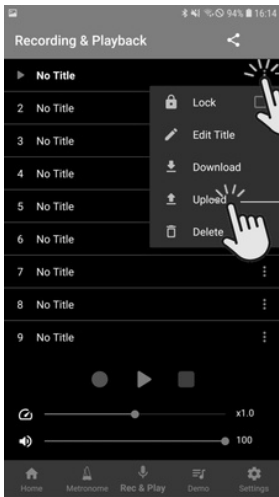 94% 16:14
Recording & Playback
No Title
2 No Title
3 No Title
4 No Title
5 No Title
6 No Title
7 No Title
8 No Title
9 No Title
Lock
Edit Title
Download
Upload
Delete
x1.0
100
Home Metronome Rec & Play Demo Settings